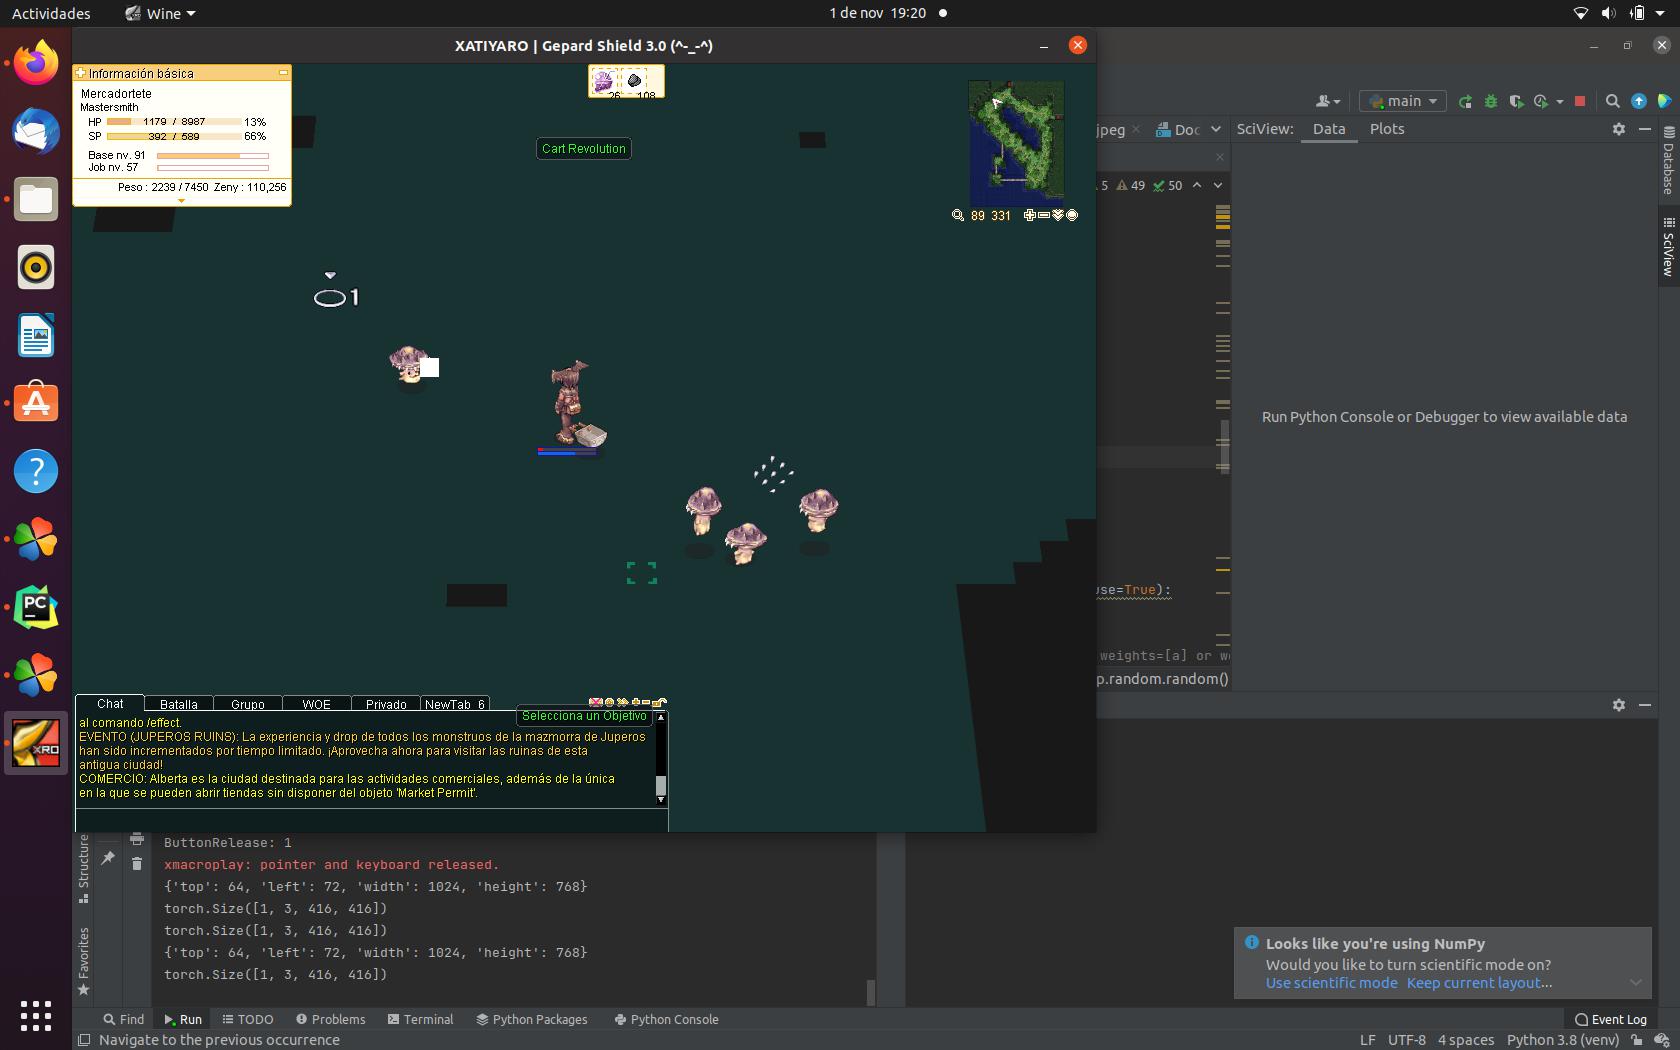 Actividades
Wine
1 de nov 19:20
XATIYARO | Gepard Shield 3.0 (^-_-^)
Información básica
Mercadortete
Mastersmith
HP 1179 / 8987 13%
SP 392 / 589 66%
Base nv. 91
Job nv. 57
Peso : 2239 / 7450 Zeny : 110,256
26 108
Cart Revolution
89 331
1
main
jpeg
Doc
SciView: Data Plots
5 49 50
Database
SciView
Run Python Console or Debugger to view available data
use=True):
weights=[a] or w
p.random.random()
Chat Batalla Grupo WOE Privado NewTab_6
Selecciona un Objetivo
al comando /effect.
EVENTO (JUPEROS RUINS): La experiencia y drop de todos los monstruos de la mazmorra de Juperos
han sido incrementados por tiempo limitado. ¡Aprovecha ahora para visitar las ruinas de esta
antigua ciudad!
COMERCIO: Alberta es la ciudad destinada para las actividades comerciales, además de la única
en la que se pueden abrir tiendas sin disponer del objeto 'Market Permit'.
PC
XRO
Structure
Favorites
ButtonRelease: 1
xmacroplay: pointer and keyboard released.
{'top': 64, 'left': 72, 'width': 1024, 'height': 768}
torch.Size([1, 3, 416, 416])
torch.Size([1, 3, 416, 416])
{'top': 64, 'left': 72, 'width': 1024, 'height': 768}
torch.Size([1, 3, 416, 416])
Looks like you're using NumPy
Would you like to turn scientific mode on?
Use scientific mode Keep current layout...
Find Run TODO Problems Terminal Python Packages Python Console
Event Log
Navigate to the previous occurrence
LF UTF-8 4 spaces Python 3.8 (venv)